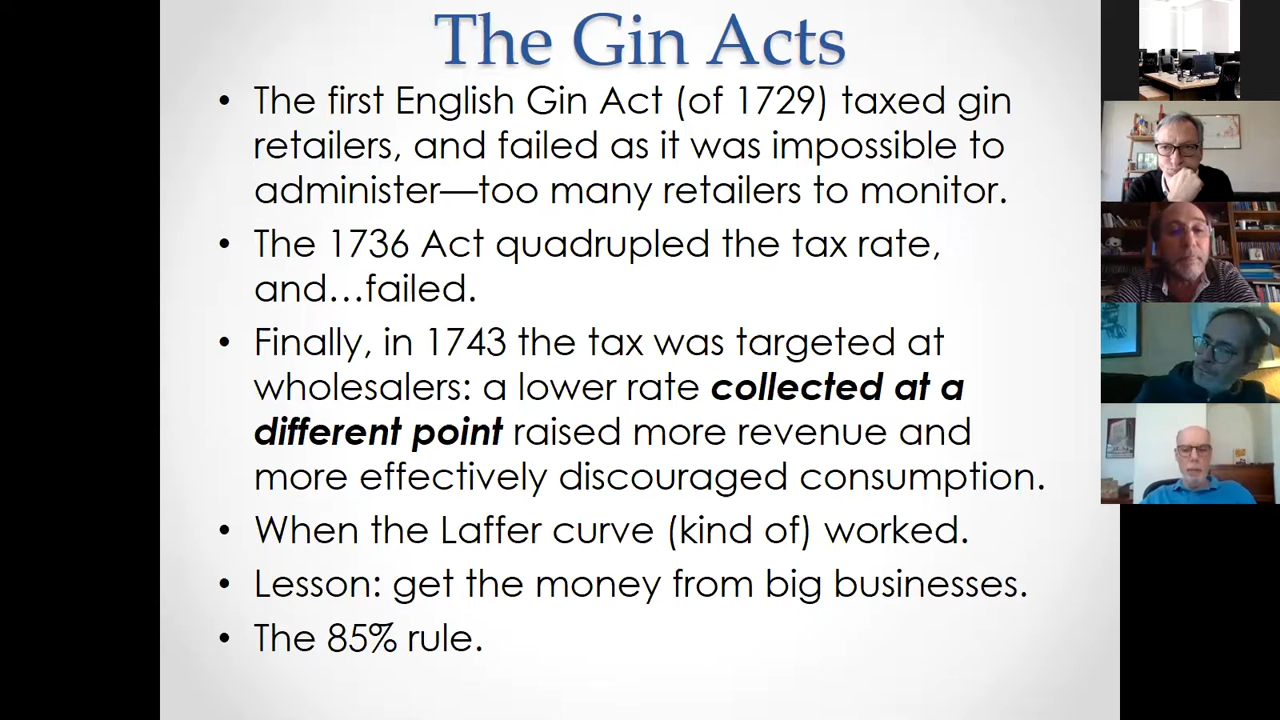 The Gin Acts
• The first English Gin Act (of 1729) taxed gin
retailers, and failed as it was impossible to
administer—too many retailers to monitor.
• The 1736 Act quadrupled the tax rate,
and…failed.
• Finally, in 1743 the tax was targeted at
wholesalers: a lower rate collected at a
different point raised more revenue and
more effectively discouraged consumption.
• When the Laffer curve (kind of) worked.
• Lesson: get the money from big businesses.
• The 85% rule.